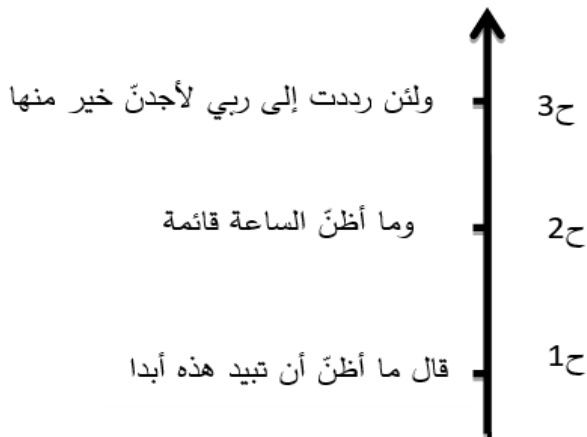 ولئن رددت إلى ربي لأجدنّ خير منها
ح3
وما أظنّ الساعة قائمة
ح2
قال ما أظنّ أن تبيد هذه أبدا
ح1